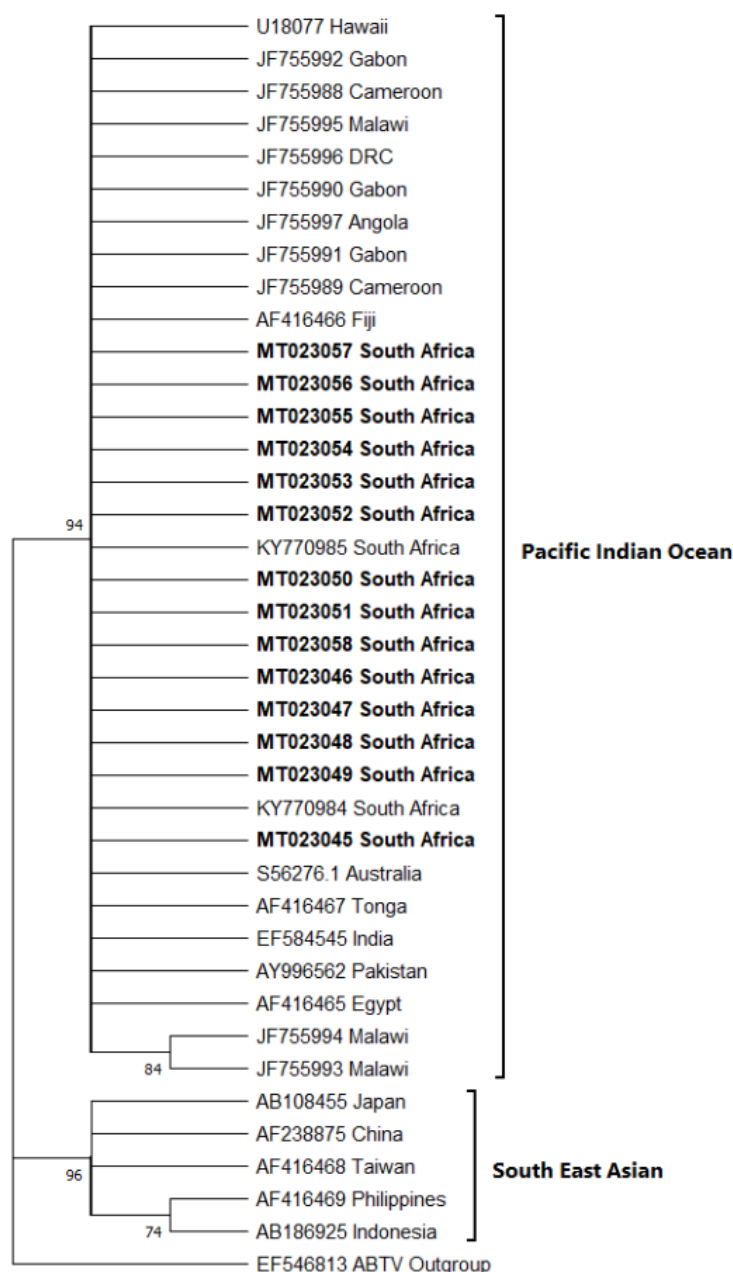 U18077 Hawaii
JF755992 Gabon
JF755988 Cameroon
JF755995 Malawi
JF755996 DRC
JF755990 Gabon
JF755997 Angola
JF755991 Gabon
JF755989 Cameroon
AF416466 Fiji
MT023057 South Africa
MT023056 South Africa
MT023055 South Africa
MT023054 South Africa
MT023053 South Africa
MT023052 South Africa
94
KY770985 South Africa
Pacific Indian Ocean
MT023050 South Africa
MT023051 South Africa
MT023058 South Africa
MT023046 South Africa
MT023047 South Africa
MT023048 South Africa
MT023049 South Africa
KY770984 South Africa
MT023045 South Africa
S56276.1 Australia
AF416467 Tonga
EF584545 India
AY996562 Pakistan
AF416465 Egypt
JF755994 Malawi
84
JF755993 Malawi
AB108455 Japan
AF238875 China
AF416468 Taiwan
South East Asian
96
AF416469 Philippines
74
AB186925 Indonesia
EF546813 ABTV Outgroup